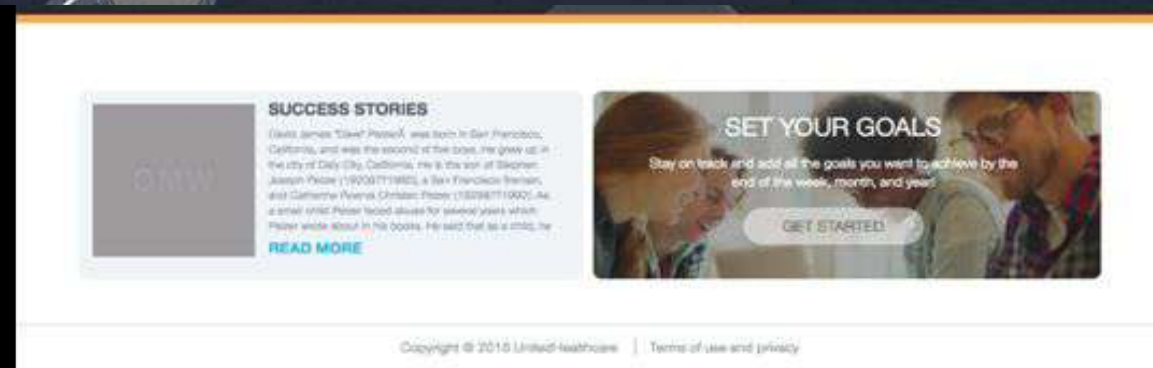 SUCCESS STORIES
David James "Dave" PelzerÂ was born in San Francisco,
California, and was the second of five boys. He grew up in
the city of Daly City, California. He is the son of Stephen
Joseph Pelzer a San Francisco fireman,
and Catherine Christen Pelzer As
a small child Pelzer faced abuse for several years which
Pelzer wrote about in his books. He said that as a child, he
READ MORE
OMW
SET YOUR GOALS
Stay on track and add all the goals you want to achieve by the
end of the week, month, and year!
GET STARTED
Copyright © 2016 UnitedHealthcare | Terms of use and privacy